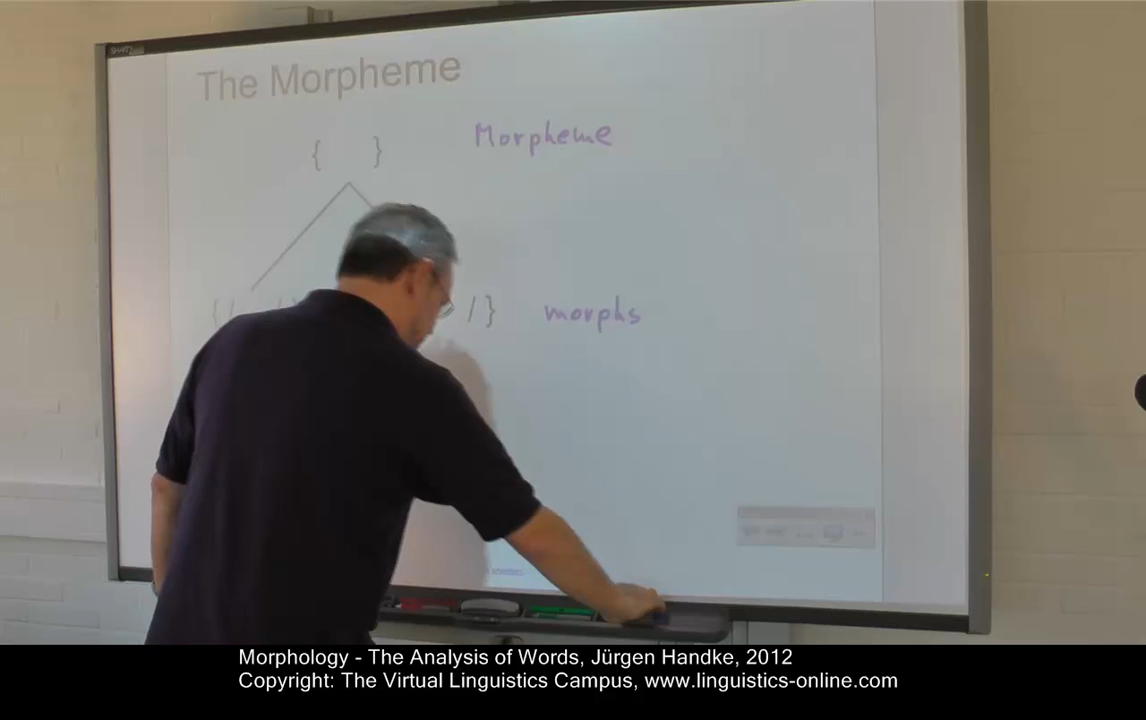 SMART
The Morpheme
{ } Morpheme
{/ /} /} morphs
Morphology - The Analysis of Words, Jürgen Handke, 2012
Copyright: The Virtual Linguistics Campus, www.linguistics-online.com